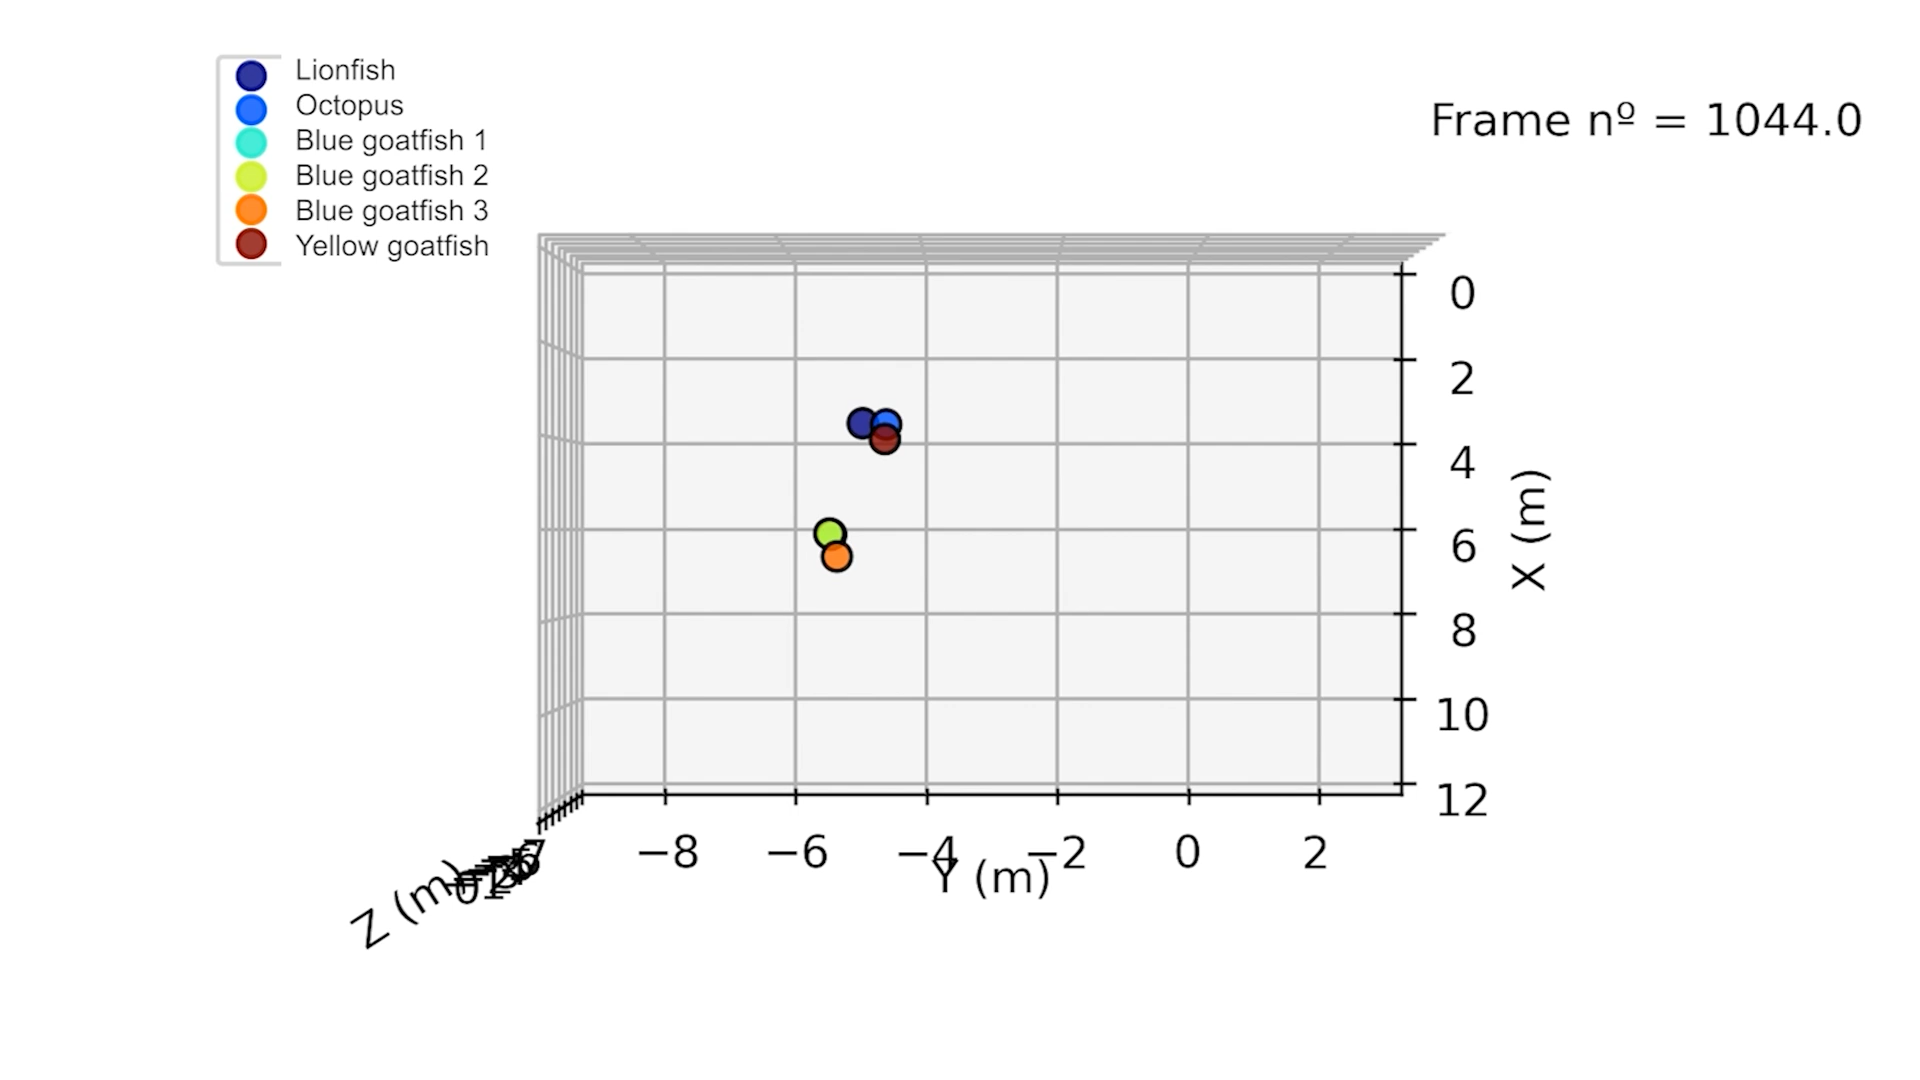 Lionfish
Octopus
Blue goatfish 1
Blue goatfish 2
Blue goatfish 3
Yellow goatfish
Frame nº = 1044.0
0
2
4
6
8
10
12
X (m)
−8 −6 −4 −2 0 2
Y (m)
Z (m)